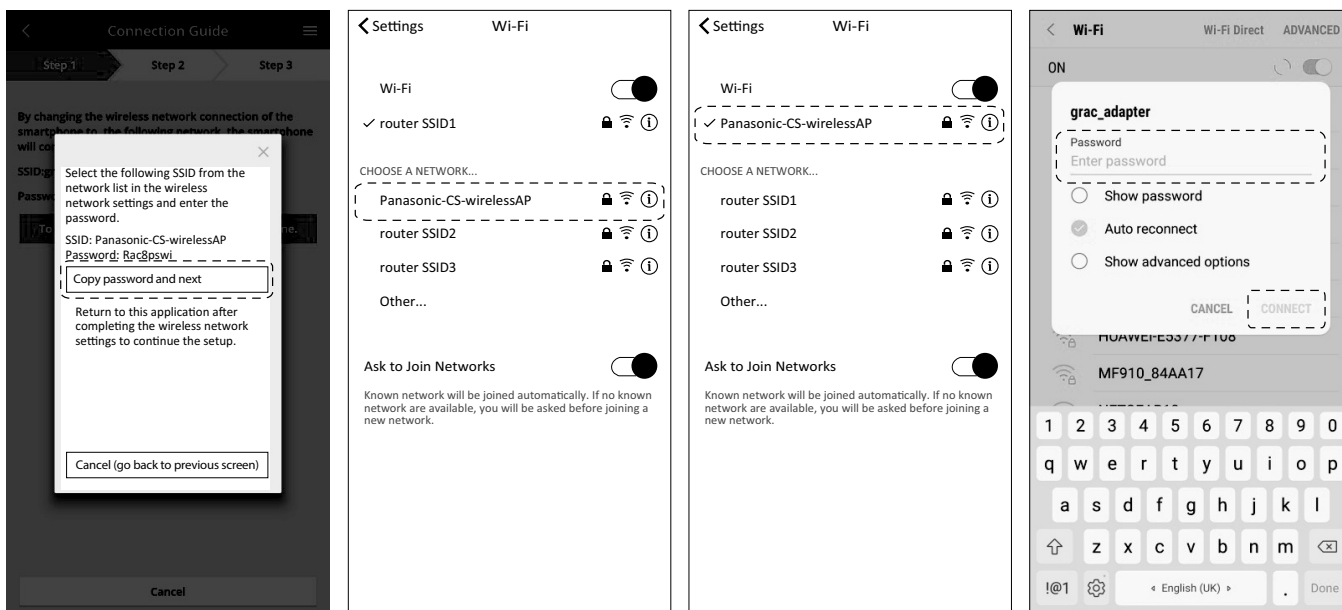 Connection Guide
Step 1
Step 2
Step 3
By changing the wireless network connection of the
smartphone to the following network, the smartphone
will
SSID:
To
ne.
×
Select the following SSID from the
network list in the wireless
network settings and enter the
password.
SSID: Panasonic-CS-wirelessAP
Password: Rac8pswi
Copy password and next
Return to this application after
completing the wireless network
settings to continue the setup.
Cancel (go back to previous screen)
Cancel
Settings
Wi-Fi
Wi-Fi
✓ router SSID1
CHOOSE A NETWORK...
Panasonic-CS-wirelessAP
router SSID2
router SSID3
Other...
Ask to Join Networks
Known network will be joined automatically. If no known
network are available, you will be asked before joining a
new network.
Settings
Wi-Fi
Wi-Fi
✓ Panasonic-CS-wirelessAP
CHOOSE A NETWORK...
router SSID1
router SSID2
router SSID3
Other...
Ask to Join Networks
Known network will be joined automatically. If no known
network are available, you will be asked before joining a
new network.
Wi-Fi
Wi-Fi Direct
ADVANCED
ON
grac_adapter
Password
Enter password
Show password
Auto reconnect
Show advanced options
CANCEL
CONNECT
HUAWEI-E5377-F108
MF910_84AA17
1 2 3 4 5 6 7 8 9 0
q w e r t y u i o p
a s d f g h j k l
z x c v b n m
!@1
English (UK)
.
Done